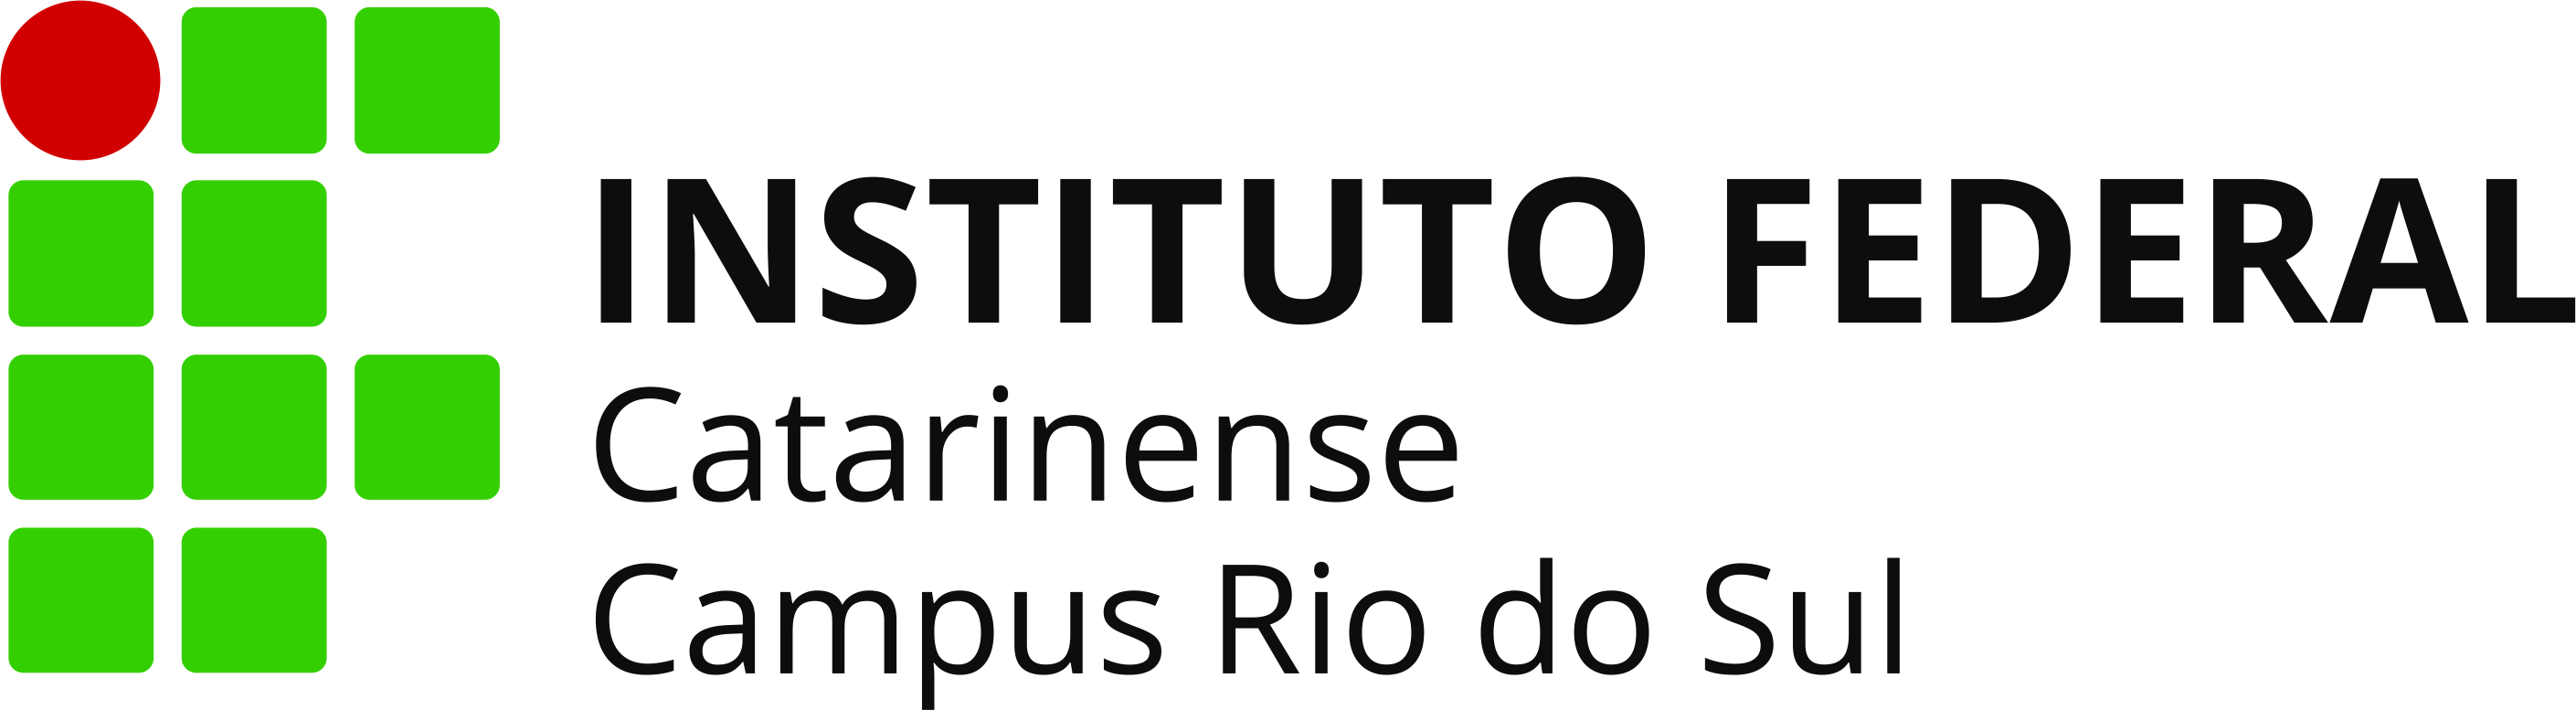 INSTITUTO FEDERAL
Catarinense
Campus Rio do Sul